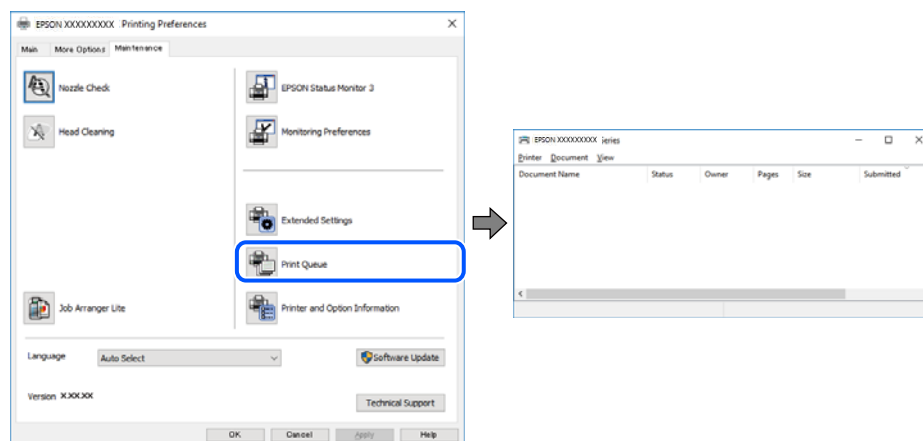 EPSON XXXXXXXXX Printing Preferences
Main More Options Maintenance
Nozzle Check
EPSON Status Monitor 3
Head Cleaning
Monitoring Preferences
Extended Settings
Print Queue
Job Arranger Lite
Printer and Option Information
Language Auto Select Software Update
Version X.XX.XX
Technical Support
OK Cancel Apply Help
EPSON XXXXXXXXX Series
Printer Document View
Document Name Status Owner Pages Size Submitted